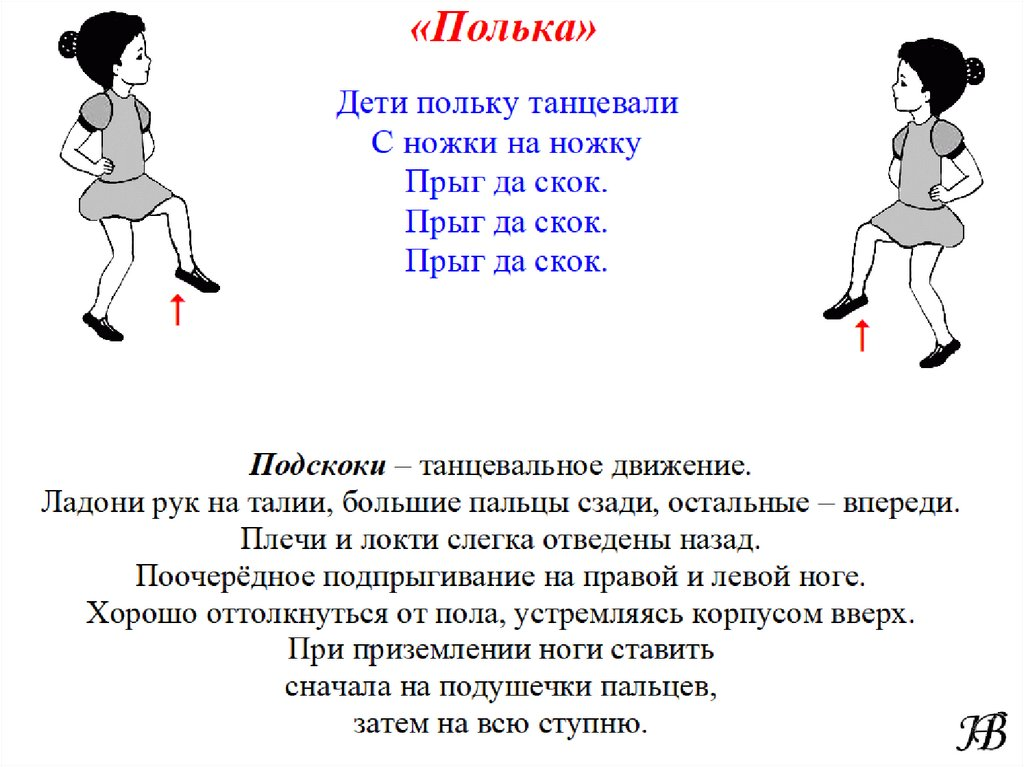 «Полька»
Дети польку танцевали
С ножки на ножку
Прыг да скок.
Прыг да скок.
Прыг да скок.
Подскоки – танцевальное движение.
Ладони рук на талии, большие пальцы сзади, остальные – впереди.
Плечи и локти слегка отведены назад.
Поочерёдное подпрыгивание на правой и левой ноге.
Хорошо оттолкнуться от пола, устремляясь корпусом вверх.
При приземлении ноги ставить
сначала на подушечки пальцев,
затем на всю ступню.